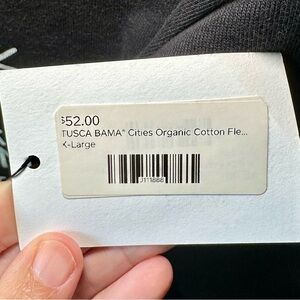 $52.00
TUSCA BAMA® Cities Organic Cotton Fle...
X-Large